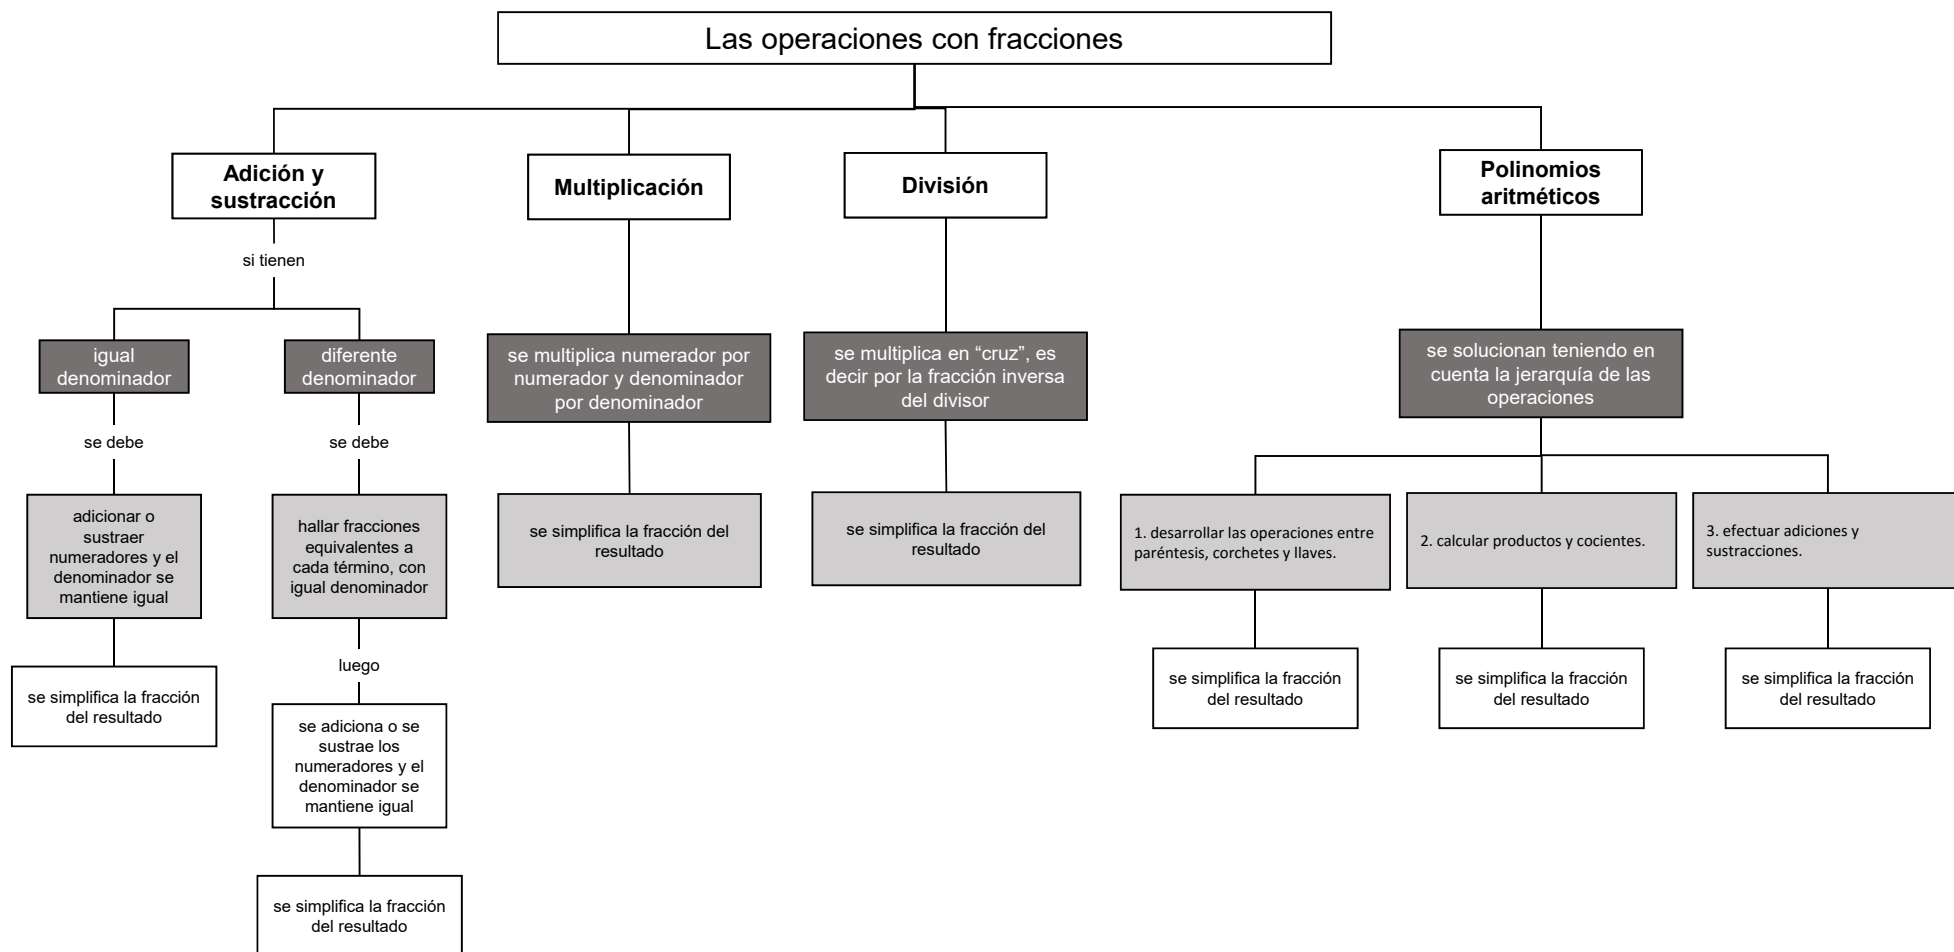 Las operaciones con fracciones
Adición y
sustracción
Multiplicación
División
Polinomios
aritméticos
si tienen
igual
denominador
diferente
denominador
se multiplica numerador por
numerador y denominador
por denominador
se multiplica en “cruz”, es
decir por la fracción inversa
del divisor
se solucionan teniendo en
cuenta la jerarquía de las
operaciones
se debe
se debe
adicionar o
sustraer
numeradores y el
denominador se
mantiene igual
hallar fracciones
equivalentes a
cada término, con
igual denominador
se simplifica la fracción del
resultado
se simplifica la fracción del
resultado
1. desarrollar las operaciones entre
paréntesis, corchetes y llaves.
2. calcular productos y cocientes.
3. efectuar adiciones y
sustracciones.
luego
se simplifica la fracción
del resultado
se adiciona o se
sustrae los
numeradores y el
denominador se
mantiene igual
se simplifica la fracción
del resultado
se simplifica la fracción
del resultado
se simplifica la fracción
del resultado
se simplifica la fracción
del resultado